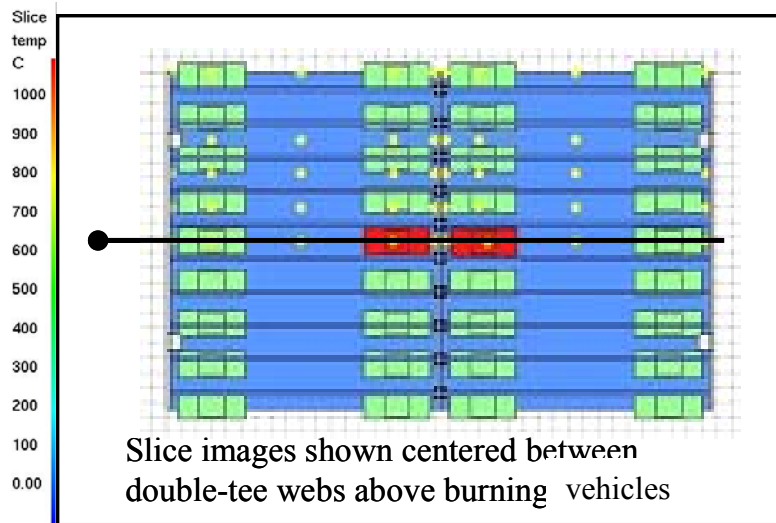 Slice
temp
C
1000
900
800
700
600
500
400
300
200
100
0.00
Slice images shown centered between
double-tee webs above burning vehicles